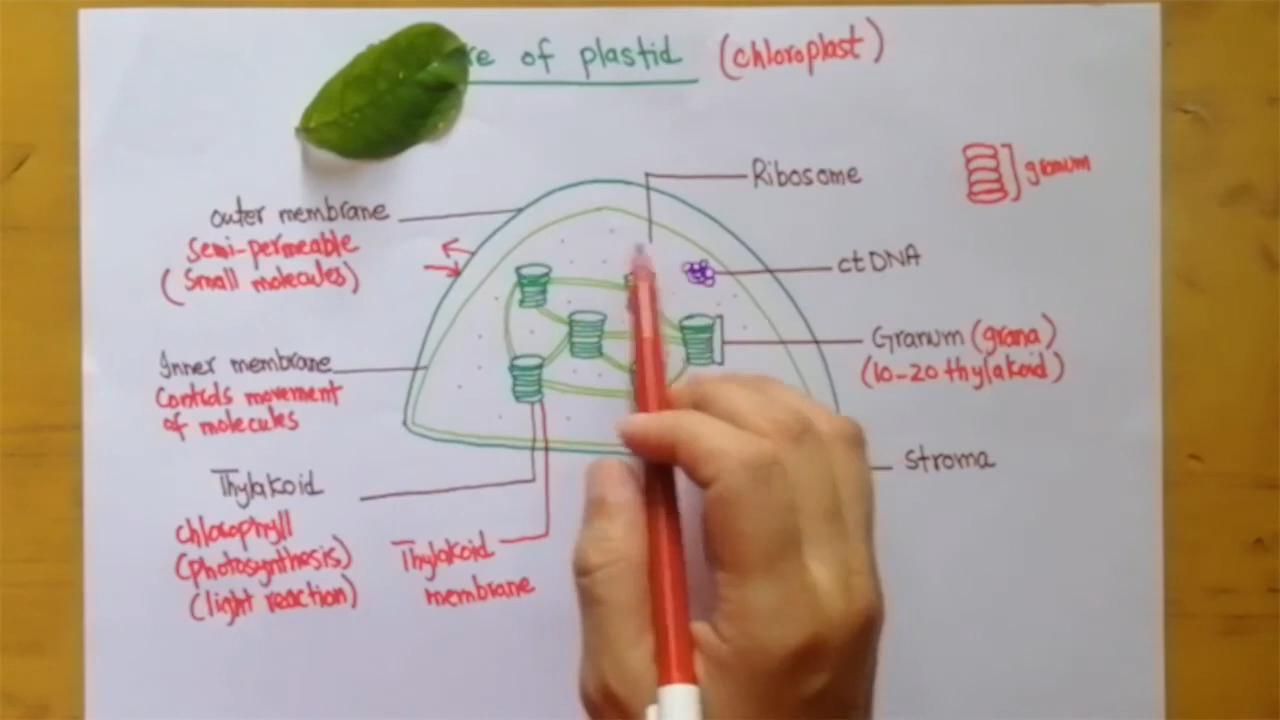 re of plastid (chloroplast)
Ribosome
granum
outer membrane
Semi-permeable
(Small molecules)
ctDNA
Granum (grana)
(10-20 thylakoid)
Inner membrane
Controls movement
of molecules
Stroma
Thylakoid
chlorophyll
(photosynthesis)
(light reaction)
Thylakoid
membrane